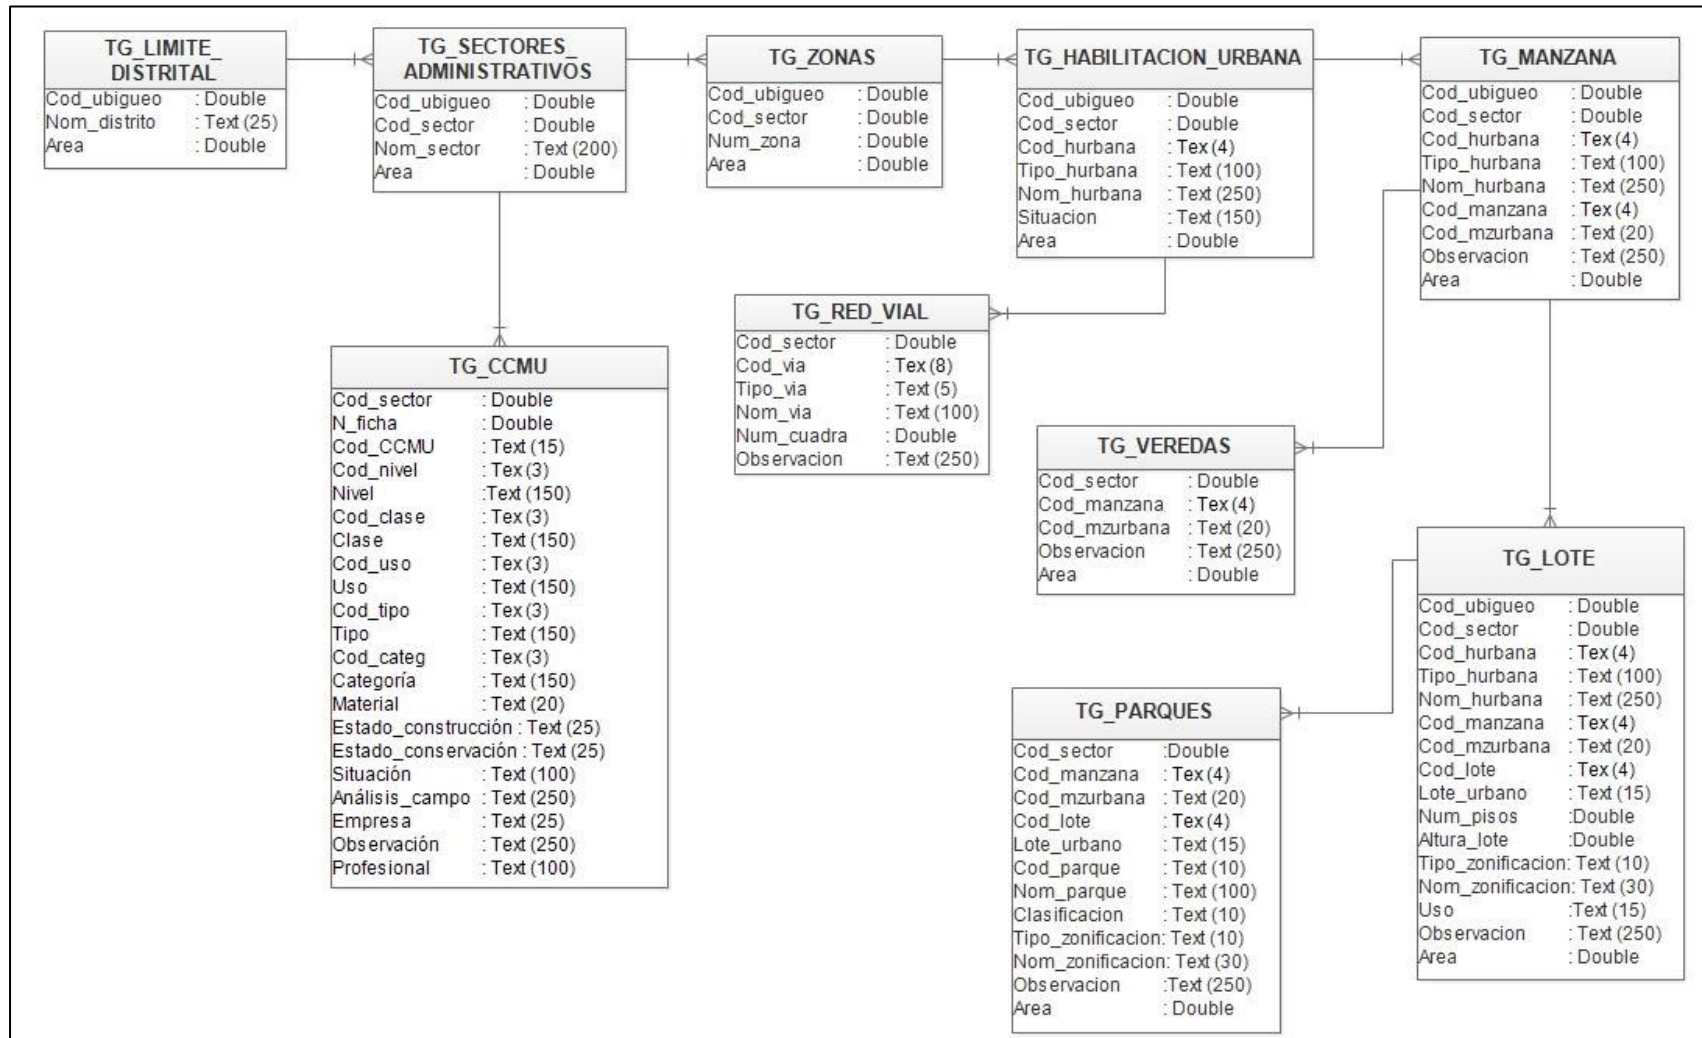 TG_LIMITE_
DISTRITAL
Cod_ubigueo : Double
Nom_distrito : Text (25)
Area : Double
TG_SECTORES_
ADMINISTRATIVOS
Cod_ubigueo : Double
Cod_sector : Double
Nom_sector : Text (200)
Area : Double
TG_ZONAS
Cod_ubigueo : Double
Cod_sector : Double
Num_zona : Double
Area : Double
TG_HABILITACION_URBANA
Cod_ubigueo : Double
Cod_sector : Double
Cod_hurbana : Tex (4)
Tipo_hurbana : Text (100)
Nom_hurbana : Text (250)
Situacion : Text (150)
Area : Double
TG_MANZANA
Cod_ubigueo : Double
Cod_sector : Double
Cod_hurbana : Tex (4)
Tipo_hurbana : Text (100)
Nom_hurbana : Text (250)
Cod_manzana : Tex (4)
Cod_mzurbana : Text (20)
Observacion : Text (250)
Area : Double
TG_RED_VIAL
Cod_sector : Double
Cod_via : Tex (8)
Tipo_via : Text (5)
Nom_via : Text (100)
Num_cuadra : Double
Observacion : Text (250)
TG_CCMU
Cod_sector : Double
N_ficha : Double
Cod_CCMU : Text (15)
Cod_nivel : Tex (3)
Nivel :Text (150)
Cod_clase : Tex (3)
Clase : Text (150)
Cod_uso : Tex (3)
Uso : Text (150)
Cod_tipo : Tex (3)
Tipo : Text (150)
Cod_categ : Tex (3)
Categoría : Text (150)
Material : Text (20)
Estado_construcción : Text (25)
Estado_conservación : Text (25)
Situación : Text (100)
Análisis_campo : Text (250)
Empresa : Text (25)
Observación : Text (250)
Profesional : Text (100)
TG_VEREDAS
Cod_sector : Double
Cod_manzana : Tex (4)
Cod_mzurbana : Text (20)
Observacion : Text (250)
Area : Double
TG_LOTE
Cod_ubigueo : Double
Cod_sector : Double
Cod_hurbana : Tex (4)
Tipo_hurbana : Text (100)
Nom_hurbana : Text (250)
Cod_manzana : Tex (4)
Cod_mzurbana : Text (20)
Cod_lote : Tex (4)
Lote_urbano : Text (15)
Num_pisos :Double
Altura_lote :Double
Tipo_zonificacion: Text (10)
Nom_zonificacion: Text (30)
Uso :Text (15)
Observacion : Text (250)
Area : Double
TG_PARQUES
Cod_sector :Double
Cod_manzana : Tex (4)
Cod_mzurbana : Text (20)
Cod_lote : Tex (4)
Lote_urbano : Text (15)
Cod_parque : Text (10)
Nom_parque : Text (100)
Clasificacion : Text (10)
Tipo_zonificacion: Text (10)
Nom_zonificacion: Text (30)
Observacion :Text (250)
Area : Double